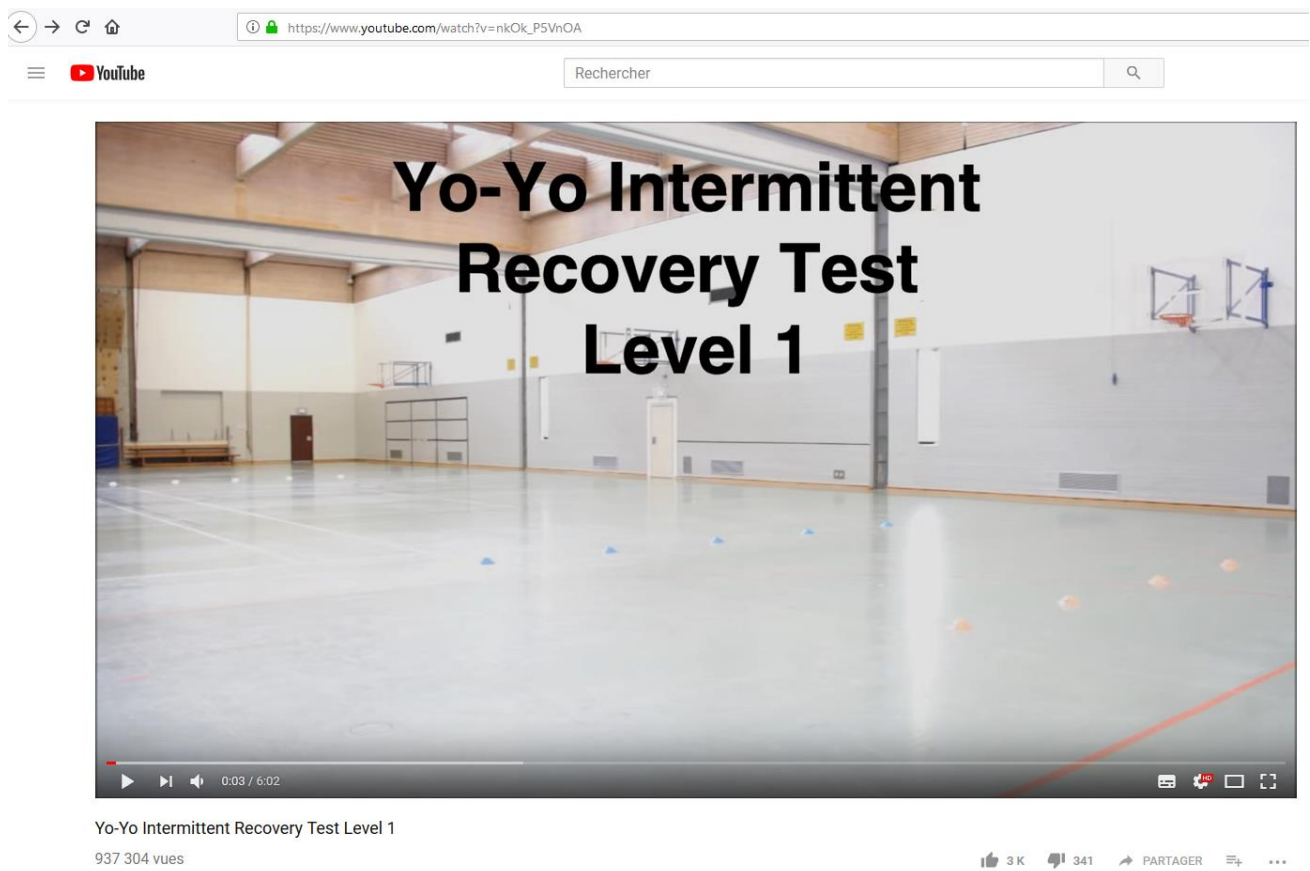 https://www.youtube.com/watch?v=nkOk_P5VnOA
YouTube
Rechercher
Yo-Yo Intermittent
Recovery Test
Level 1
0:03 / 6:02
HD
Yo-Yo Intermittent Recovery Test Level 1
937 304 vues
3 K 341 PARTAGER